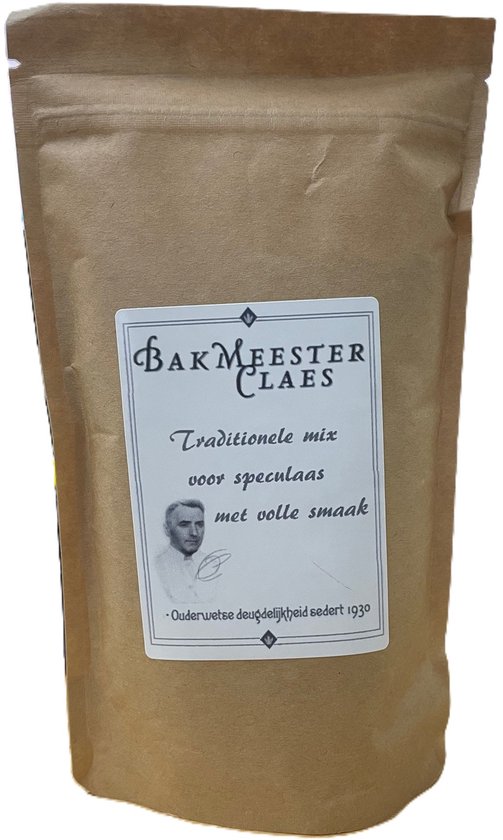 BakMeester
Claes
Traditionele mix
voor speculaas
met volle smaak
· Ouderwetse deugdelijkheid sedert 1930